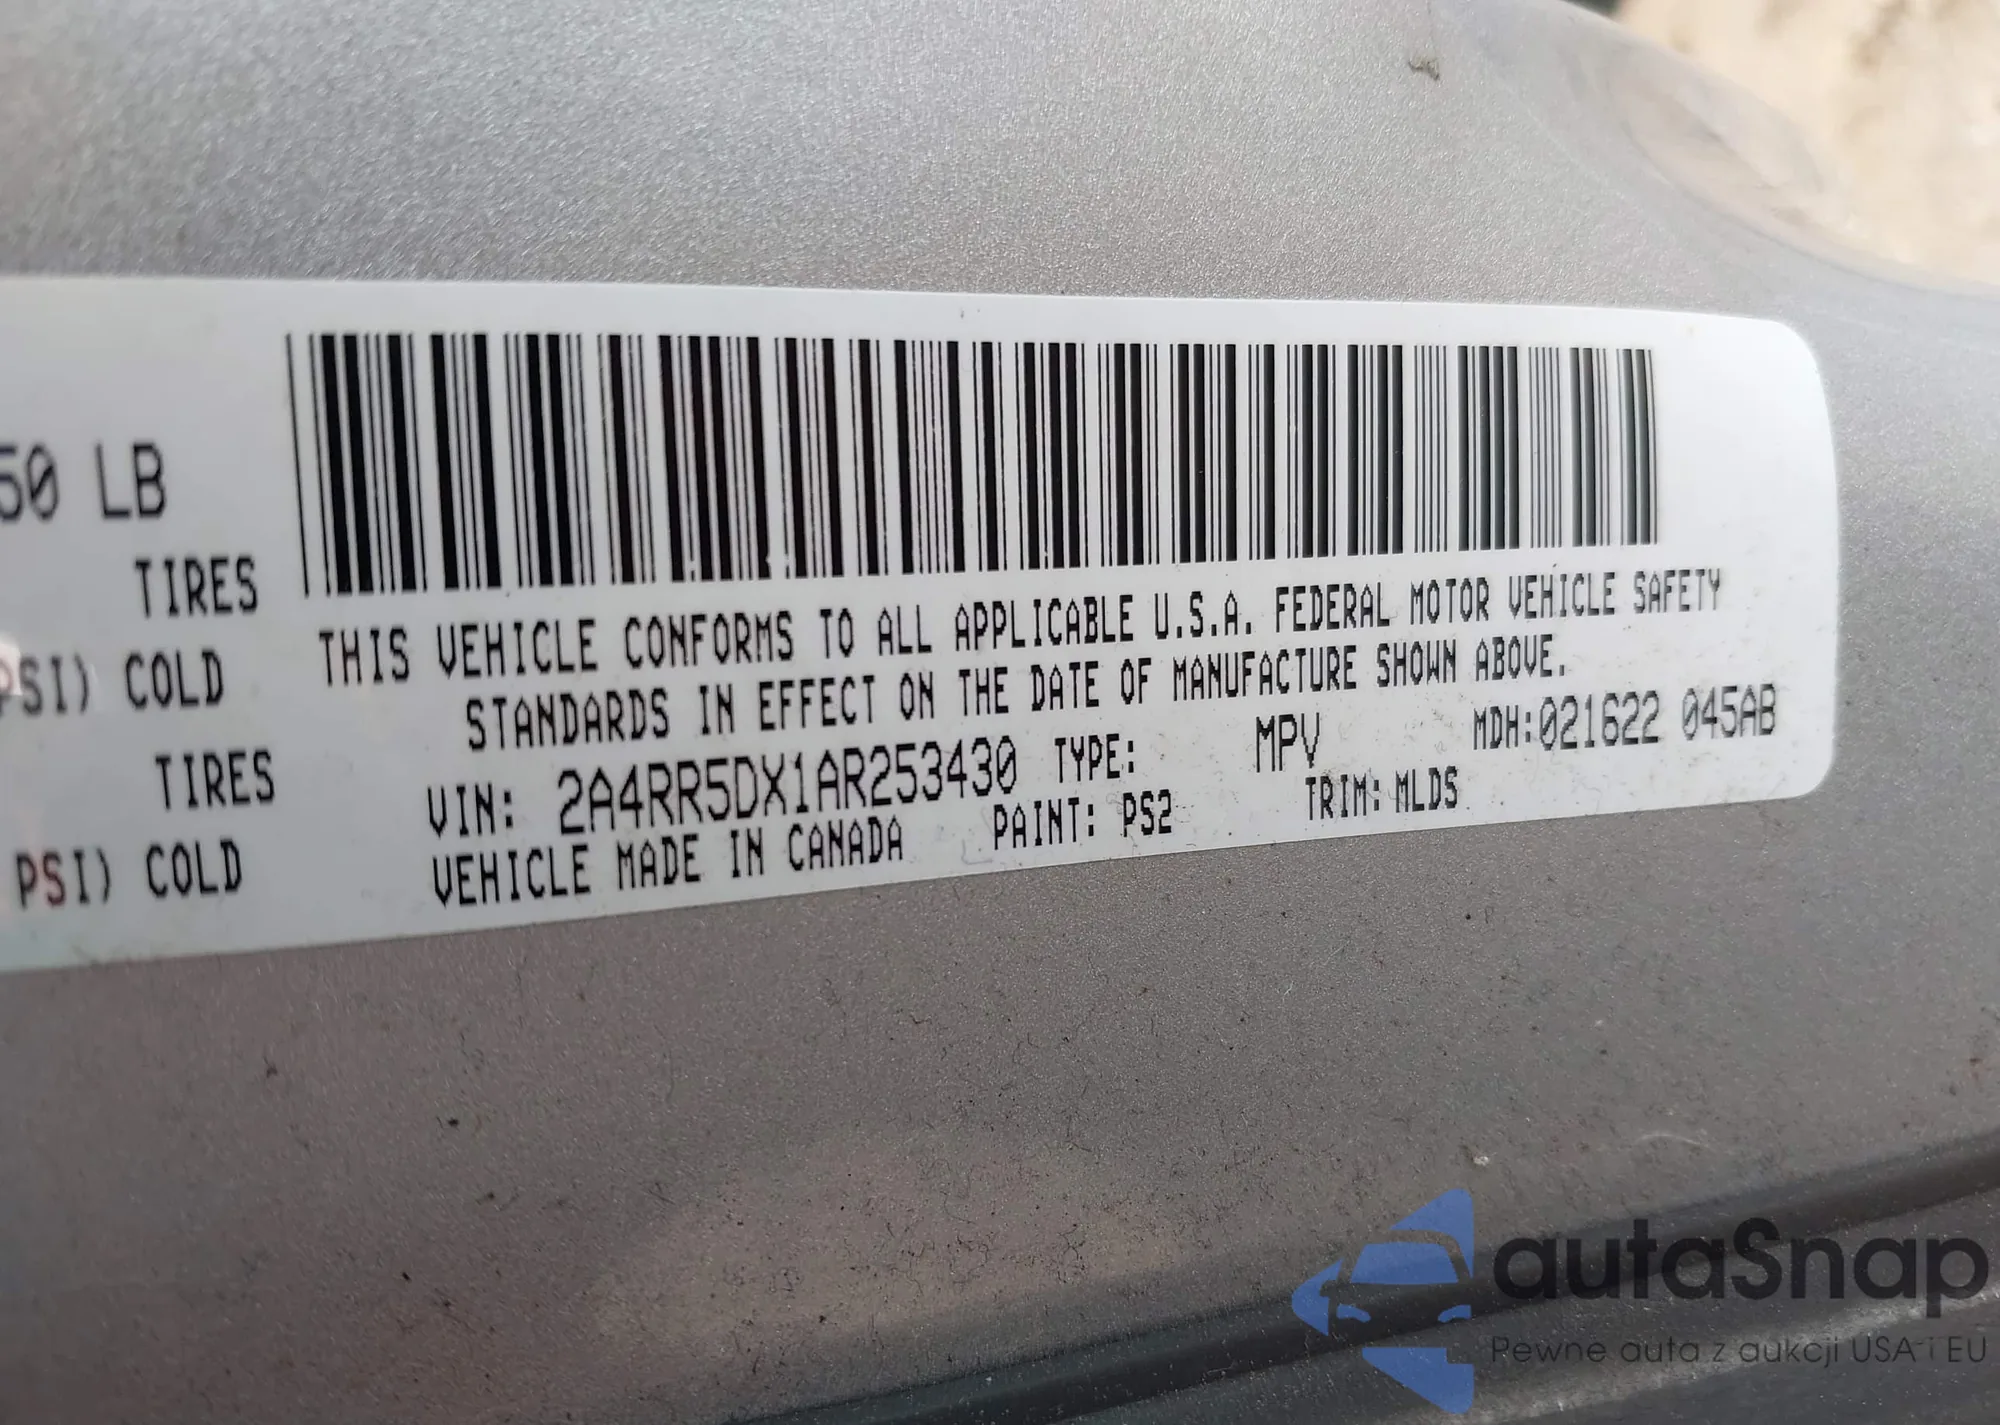 50 LB
TIRES
PSI) COLD
TIRES
PSI) COLD
THIS VEHICLE CONFORMS TO ALL APPLICABLE U.S.A. FEDERAL MOTOR VEHICLE SAFETY
STANDARDS IN EFFECT ON THE DATE OF MANUFACTURE SHOWN ABOVE.
VIN: 2A4RR5DX1AR253430 TYPE: MPV MDH:021622 045AB
VEHICLE MADE IN CANADA PAINT: PS2 TRIM: MLDS
autaSnap
Pewne auta z aukcji USA i EU